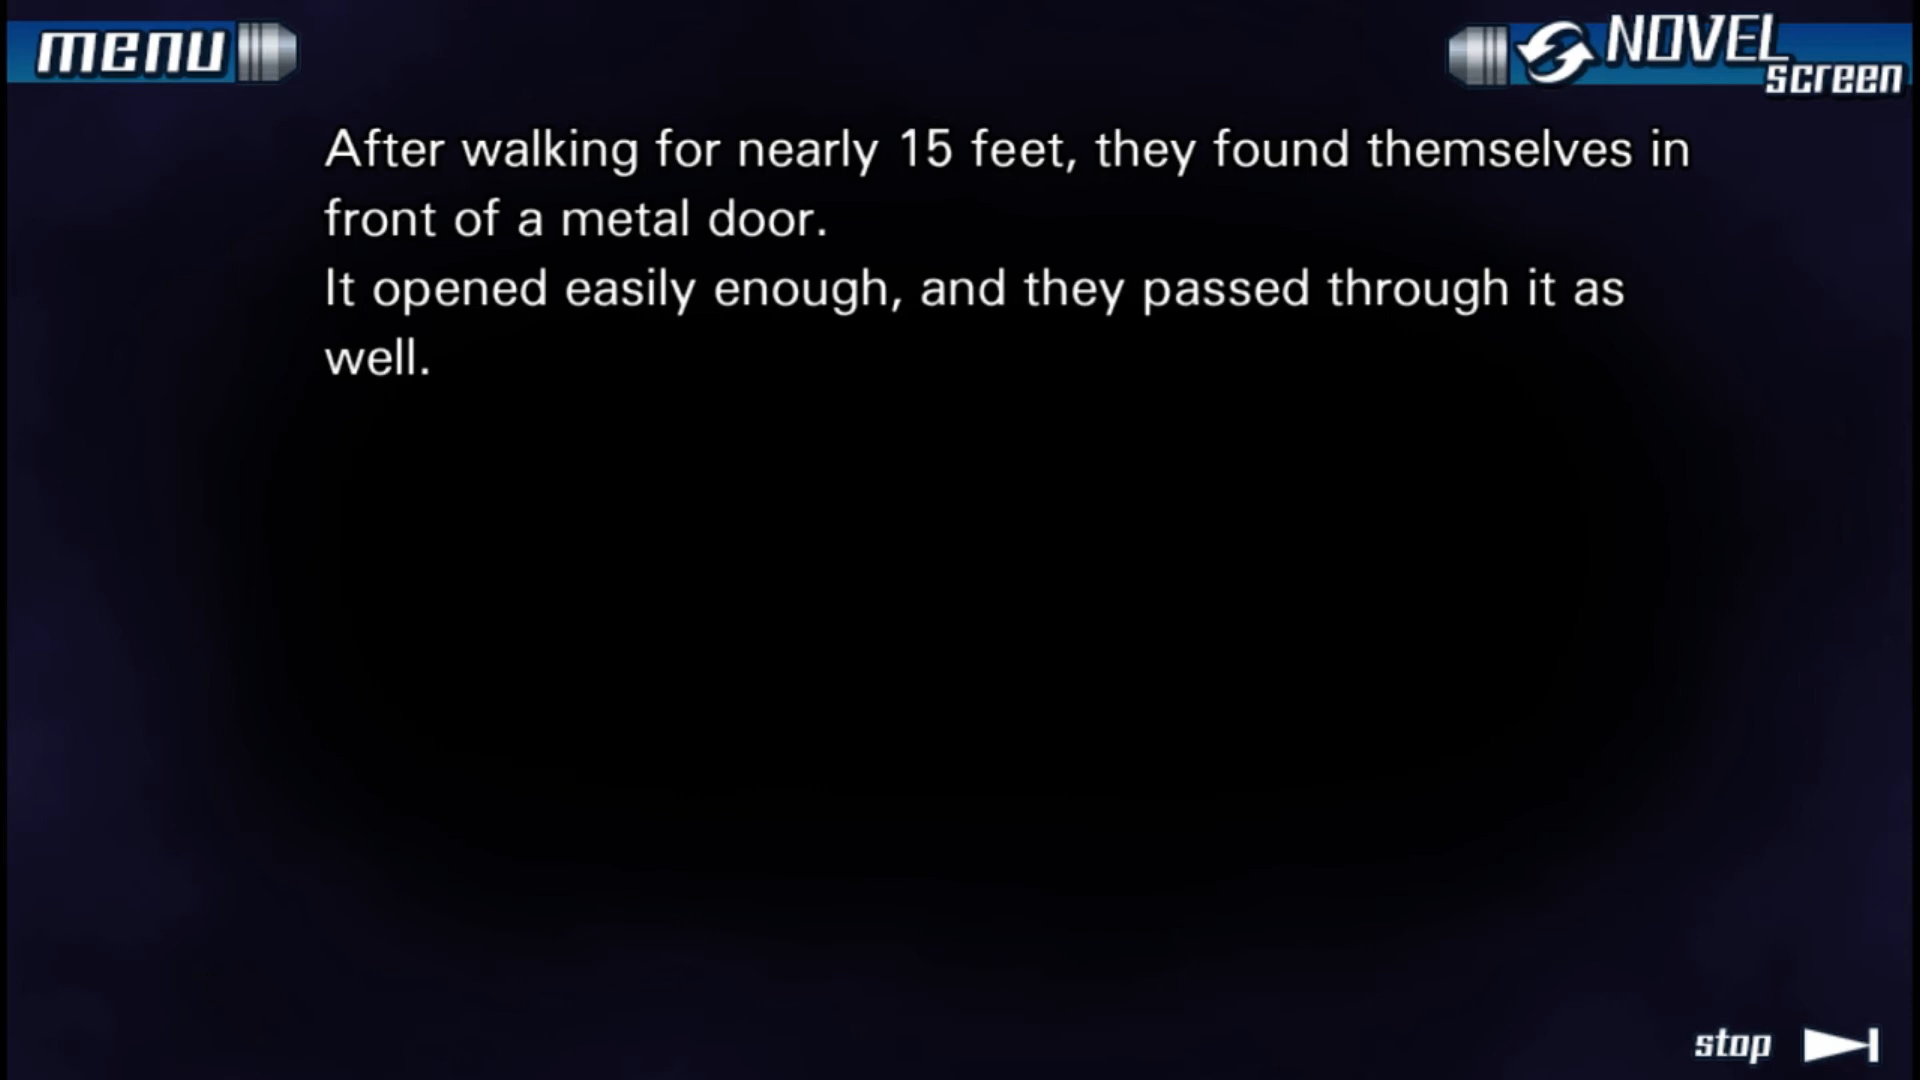 menu
NOVEL
screen
After walking for nearly 15 feet, they found themselves in
front of a metal door.
It opened easily enough, and they passed through it as
well.
stop